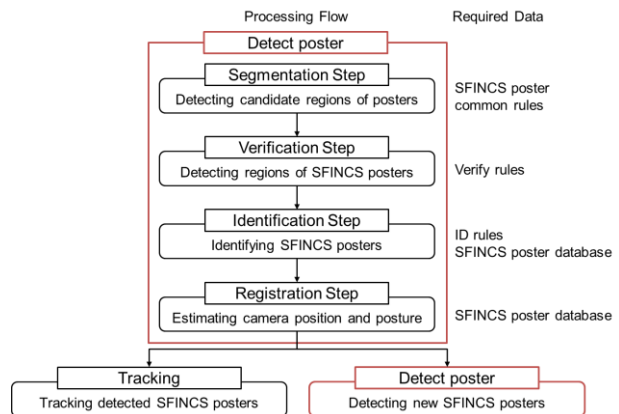 Processing Flow
Required Data
Detect poster
Segmentation Step
Detecting candidate regions of posters
SFINCS poster
common rules
Verification Step
Detecting regions of SFINCS posters
Verify rules
Identification Step
Identifying SFINCS posters
ID rules
SFINCS poster database
Registration Step
Estimating camera position and posture
SFINCS poster database
Tracking
Tracking detected SFINCS posters
Detect poster
Detecting new SFINCS posters